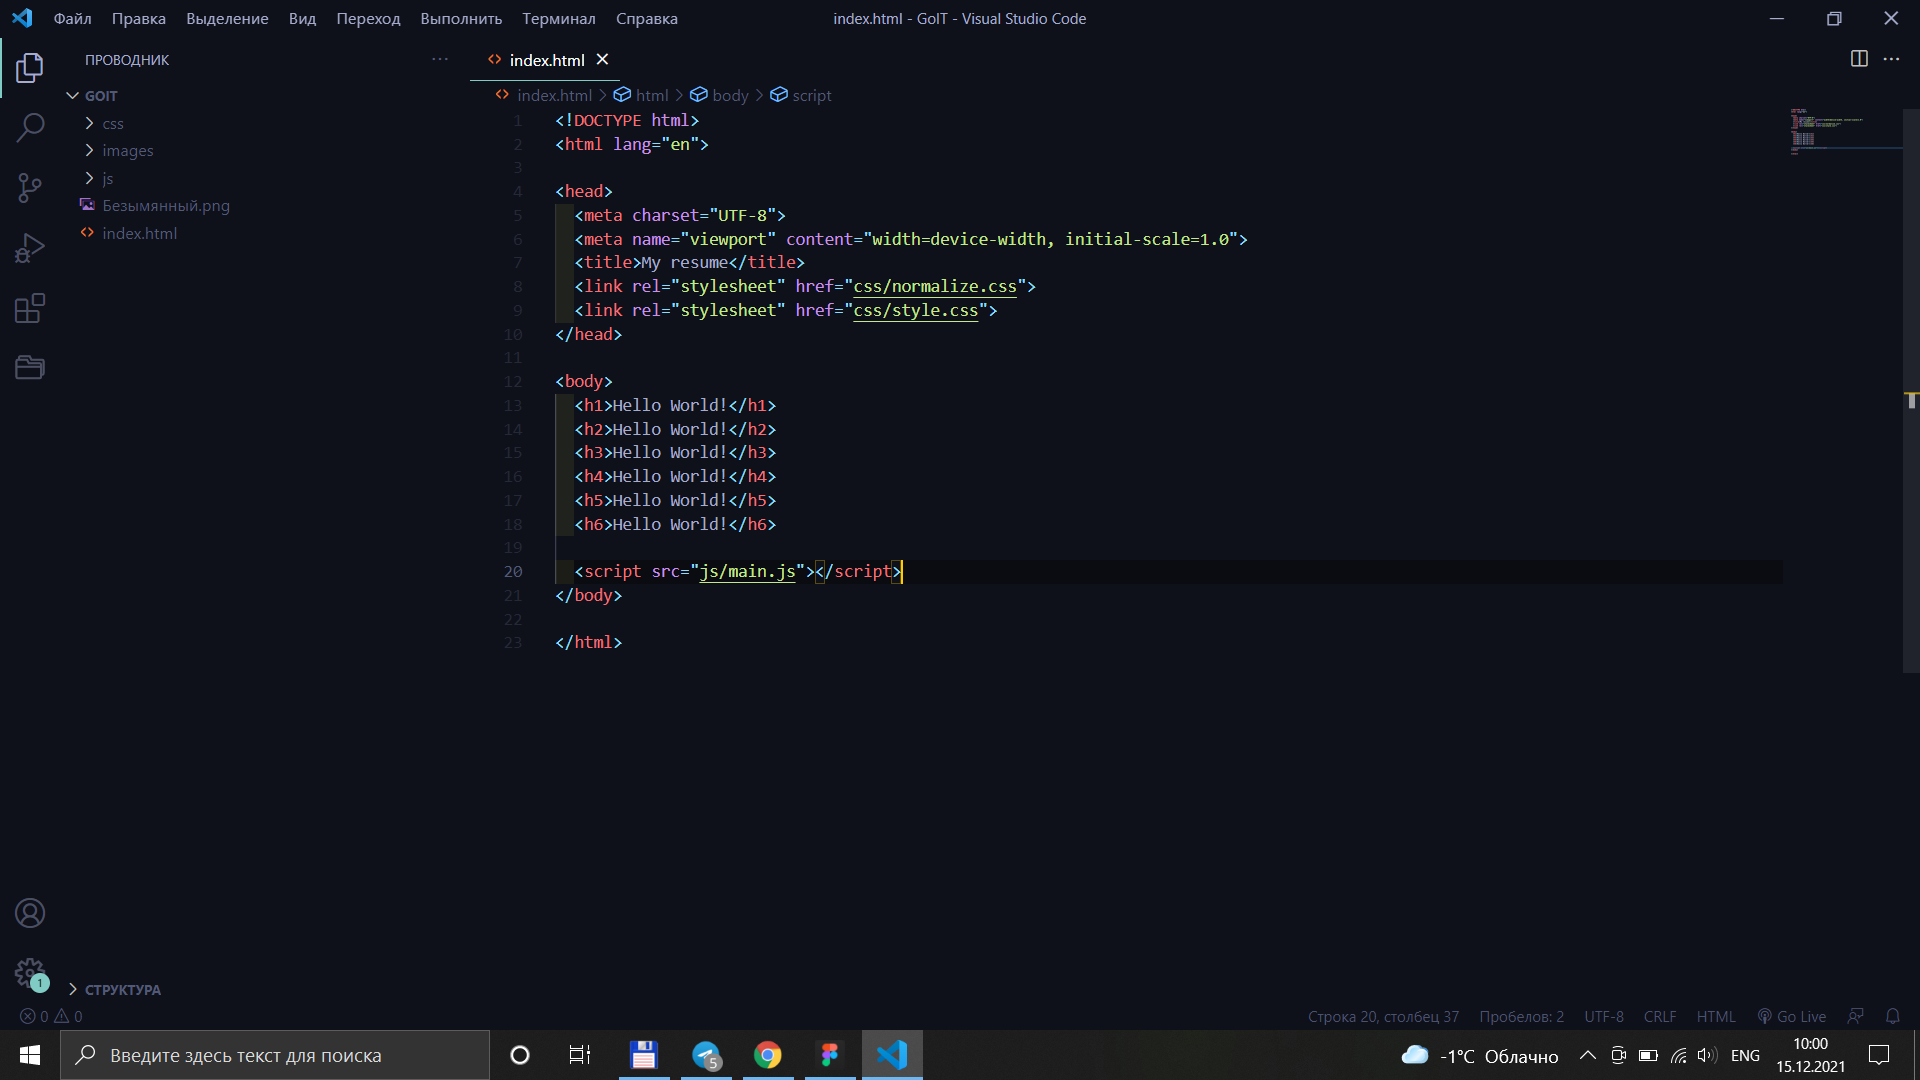 Файл Правка Выделение Вид Переход Выполнить Терминал Справка
index.html - GoIT - Visual Studio Code
ПРОВОДНИК
GOIT
css
images
js
Безымянный.png
index.html
СТРУКТУРА
index.html
index.html > html > body > script
1 <!DOCTYPE html>
2 <html lang="en">
3
4 <head>
5 <meta charset="UTF-8">
6 <meta name="viewport" content="width=device-width, initial-scale=1.0">
7 <title>My resume</title>
8 <link rel="stylesheet" href="css/normalize.css">
9 <link rel="stylesheet" href="css/style.css">
10 </head>
11
12 <body>
13 <h1>Hello World!</h1>
14 <h2>Hello World!</h2>
15 <h3>Hello World!</h3>
16 <h4>Hello World!</h4>
17 <h5>Hello World!</h5>
18 <h6>Hello World!</h6>
19
20 <script src="js/main.js"></script>
21 </body>
22
23 </html>
1
0 0
Строка 20, столбец 37 Пробелов: 2 UTF-8 CRLF HTML Go Live
Введите здесь текст для поиска
5
-1°C Облачно
ENG
10:00
15.12.2021